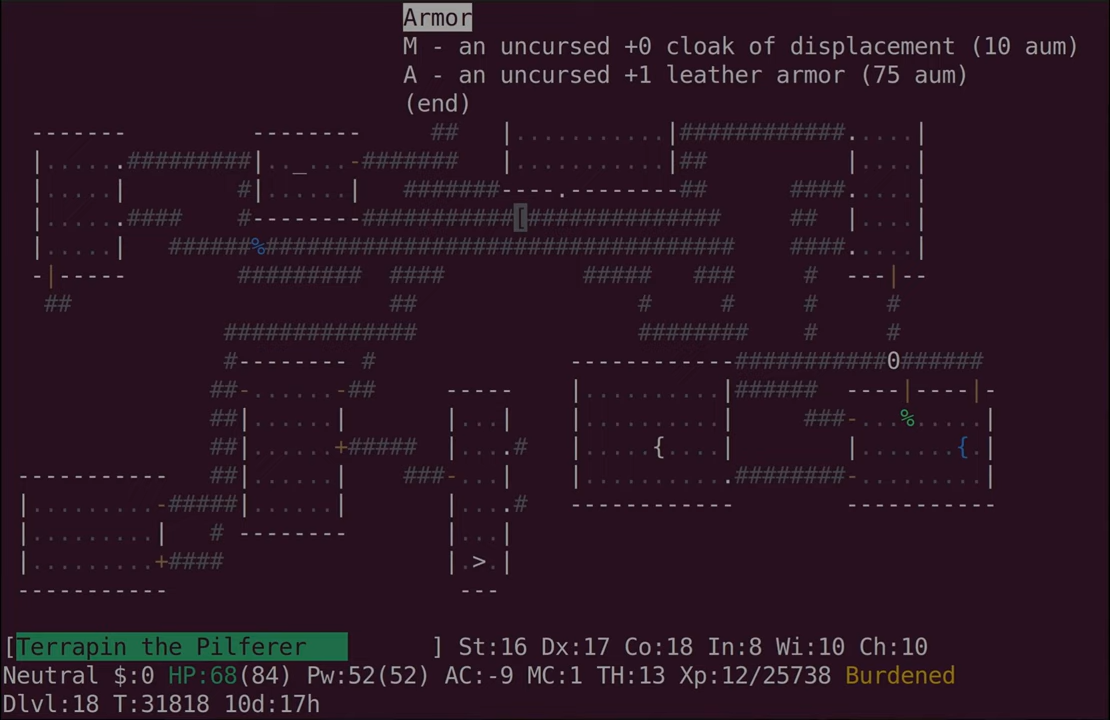 Armor
M - an uncursed +0 cloak of displacement (10 aum)
A - an uncursed +1 leather armor (75 aum)
(end)
[Terrapin the Pilferer ] St:16 Dx:17 Co:18 In:8 Wi:10 Ch:10
Neutral $:0 HP:68(84) Pw:52(52) AC:-9 MC:1 TH:13 Xp:12/25738 Burdened
Dlvl:18 T:31818 10d:17h